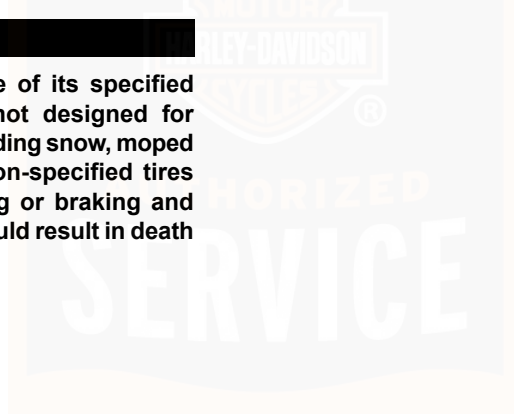 MOTOR
HARLEY-DAVIDSON
CYCLES
®
AUTHORIZED
SERVICE
e of its specified
not designed for
ding snow, moped
on-specified tires
g or braking and
uld result in death